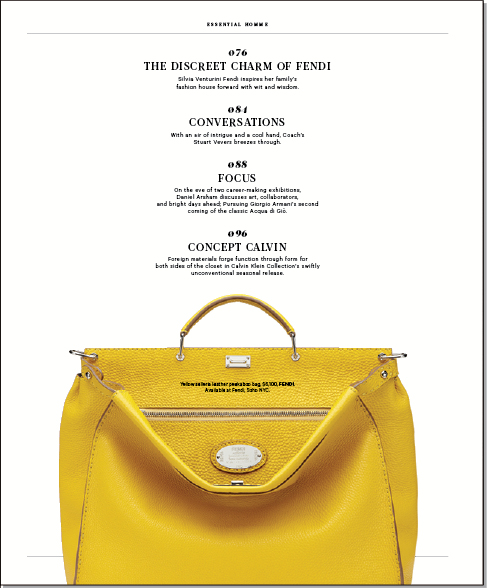 ESSENTIAL HOMME
076
THE DISCREET CHARM OF FENDI
Silvia Venturini Fendi inspires her family's
fashion house forward with wit and wisdom.
084
CONVERSATIONS
With an air of intrigue and a cool hand, Coach's
Stuart Vevers breezes through.
088
FOCUS
On the eve of two career-making exhibitions,
Daniel Arsham discusses art, collaborators,
and bright days ahead; Pursuing Giorgio Armani's second
coming of the classic Acqua di Giò.
096
CONCEPT CALVIN
Foreign materials forge function through form for
both sides of the closet in Calvin Klein Collection's swiftly
unconventional seasonal release.
Yellow selleria leather peekaboo bag, $6,100, FENDI.
Available at Fendi, Soho NYC.
FENDI